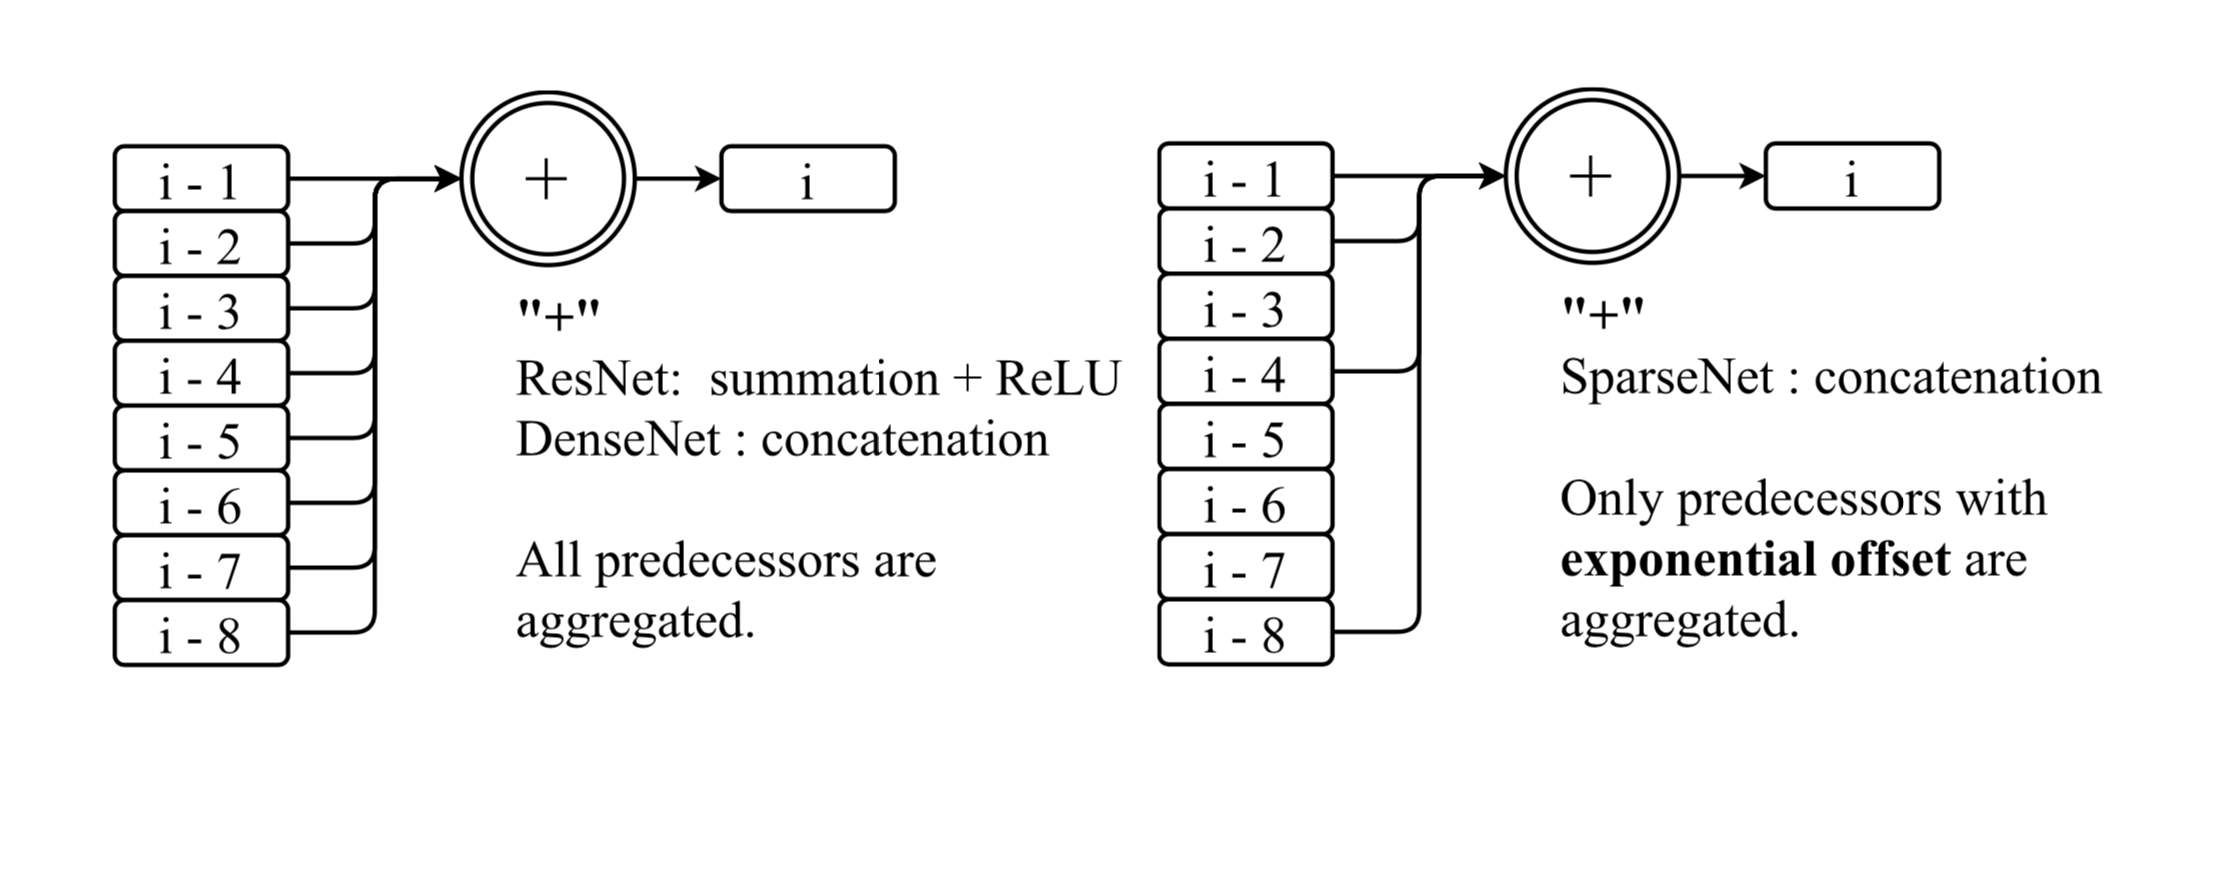 i - 1
i - 2
i - 3
i - 4
i - 5
i - 6
i - 7
i - 8
+
i
"+"
ResNet: summation + ReLU
DenseNet : concatenation
All predecessors are
aggregated.
i - 1
i - 2
i - 3
i - 4
i - 5
i - 6
i - 7
i - 8
+
i
"+"
SparseNet : concatenation
Only predecessors with
exponential offset are
aggregated.